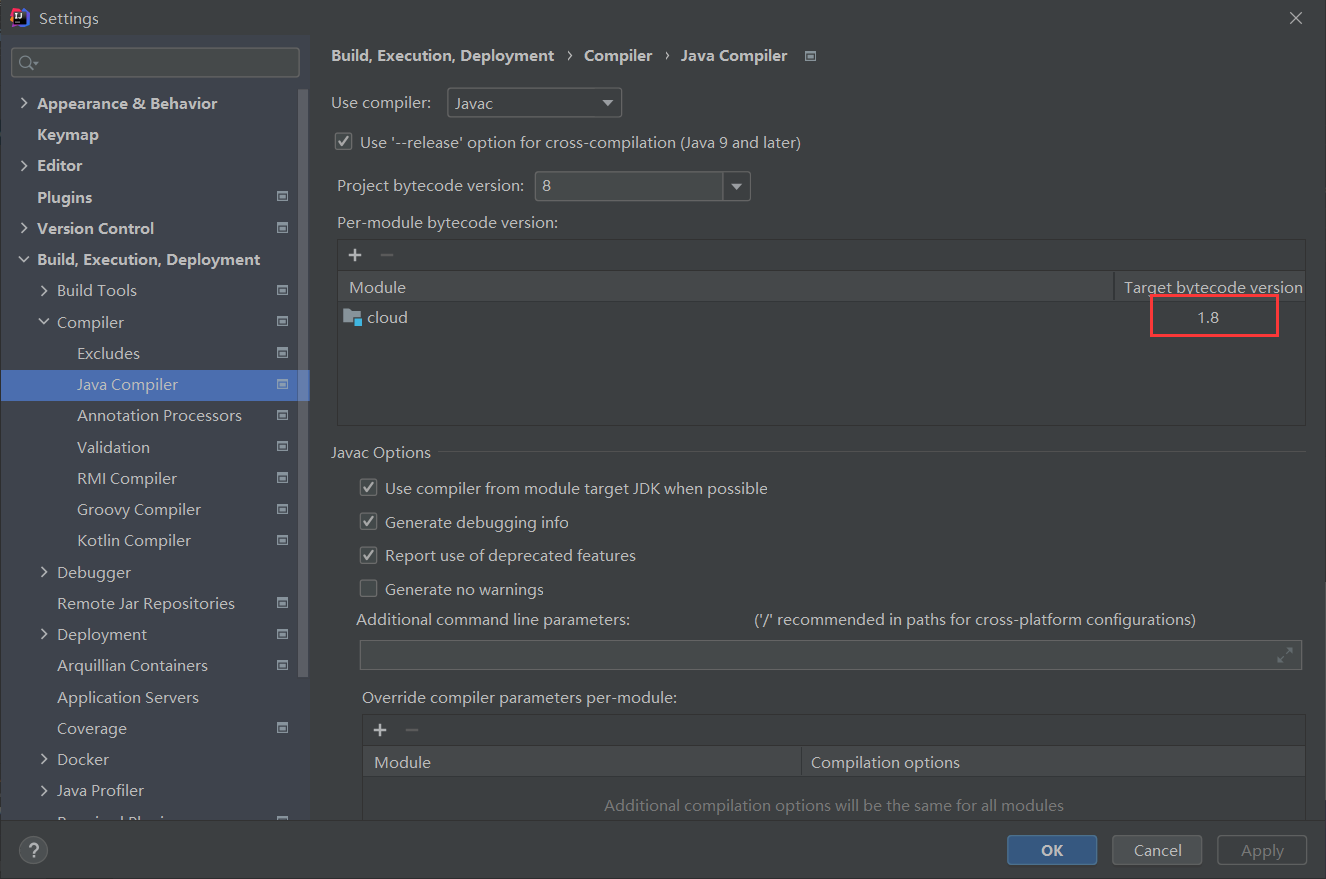 Settings
Appearance & Behavior
Keymap
Editor
Plugins
Version Control
Build, Execution, Deployment
Build Tools
Compiler
Excludes
Java Compiler
Annotation Processors
Validation
RMI Compiler
Groovy Compiler
Kotlin Compiler
Debugger
Remote Jar Repositories
Deployment
Arquillian Containers
Application Servers
Coverage
Docker
Java Profiler
Build, Execution, Deployment › Compiler › Java Compiler
Use compiler: Javac
Use '--release' option for cross-compilation (Java 9 and later)
Project bytecode version: 8
Per-module bytecode version:
Module Target bytecode version
cloud 1.8
Javac Options
Use compiler from module target JDK when possible
Generate debugging info
Report use of deprecated features
Generate no warnings
Additional command line parameters: ('/' recommended in paths for cross-platform configurations)
Override compiler parameters per-module:
Module Compilation options
Additional compilation options will be the same for all modules
? OK Cancel Apply